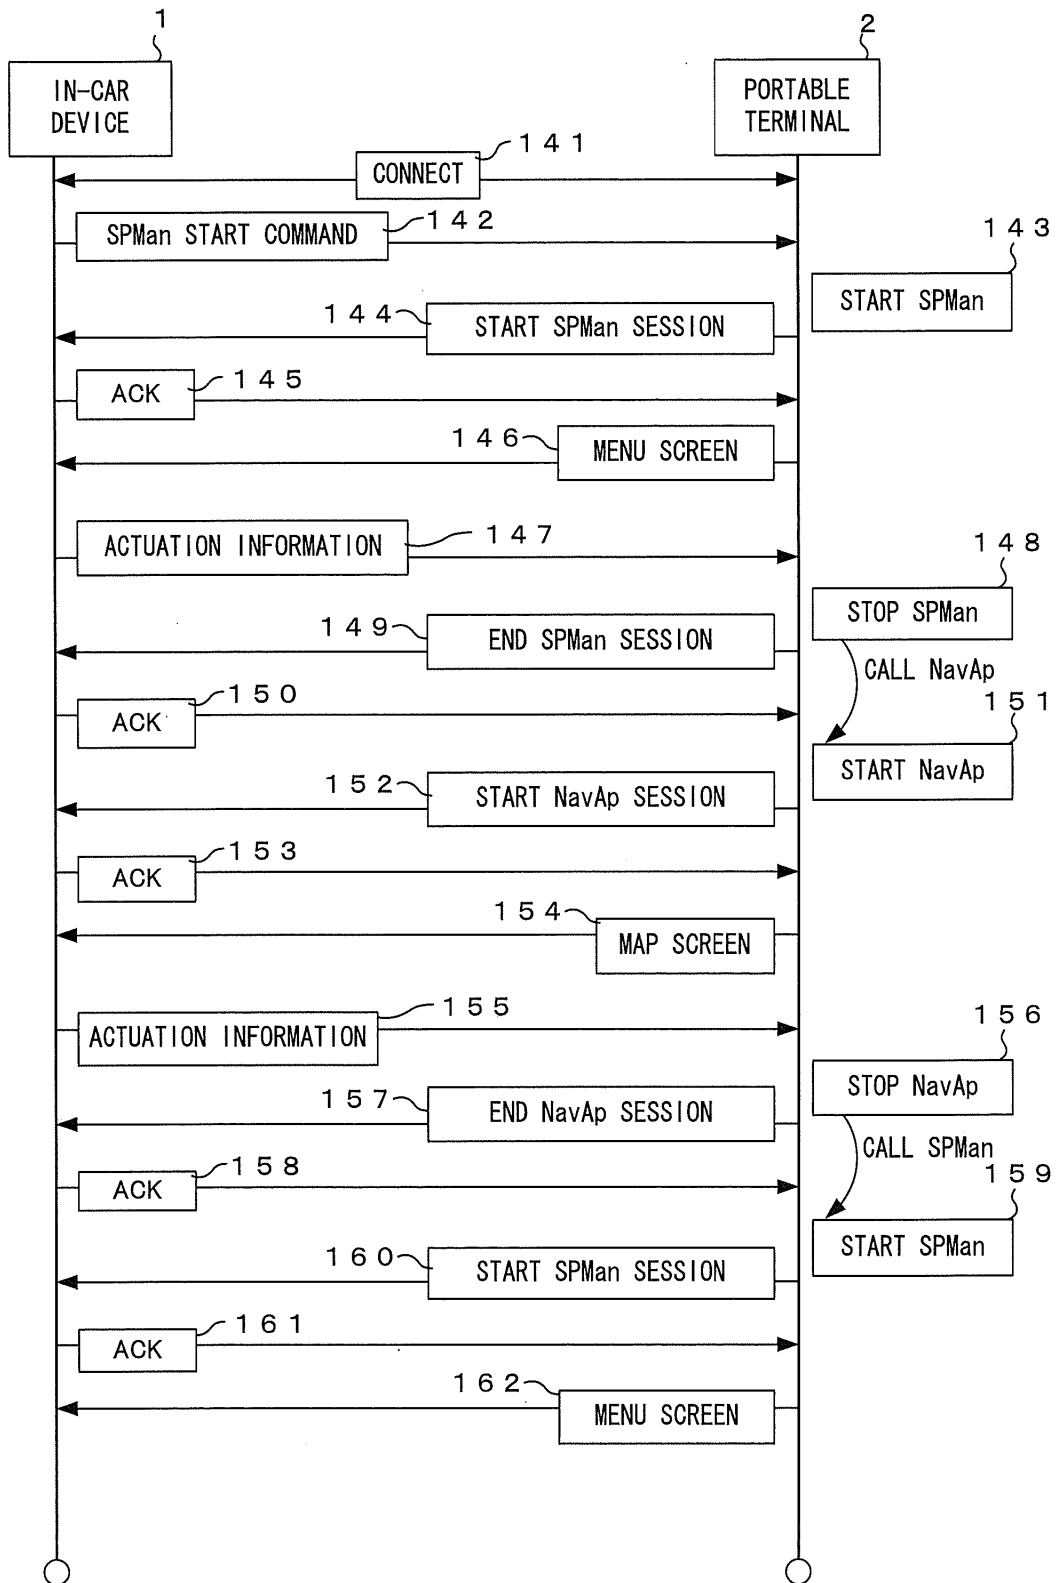 1
2
IN-CAR
DEVICE
PORTABLE
TERMINAL
CONNECT
141
SPMan START COMMAND
142
143
START SPMan
144
START SPMan SESSION
ACK
145
146
MENU SCREEN
ACTUATION INFORMATION
147
148
STOP SPMan
149
END SPMan SESSION
CALL NavAp
ACK
150
151
START NavAp
152
START NavAp SESSION
ACK
153
154
MAP SCREEN
ACTUATION INFORMATION
155
156
STOP NavAp
157
END NavAp SESSION
CALL SPMan
ACK
158
159
START SPMan
160
START SPMan SESSION
ACK
161
162
MENU SCREEN